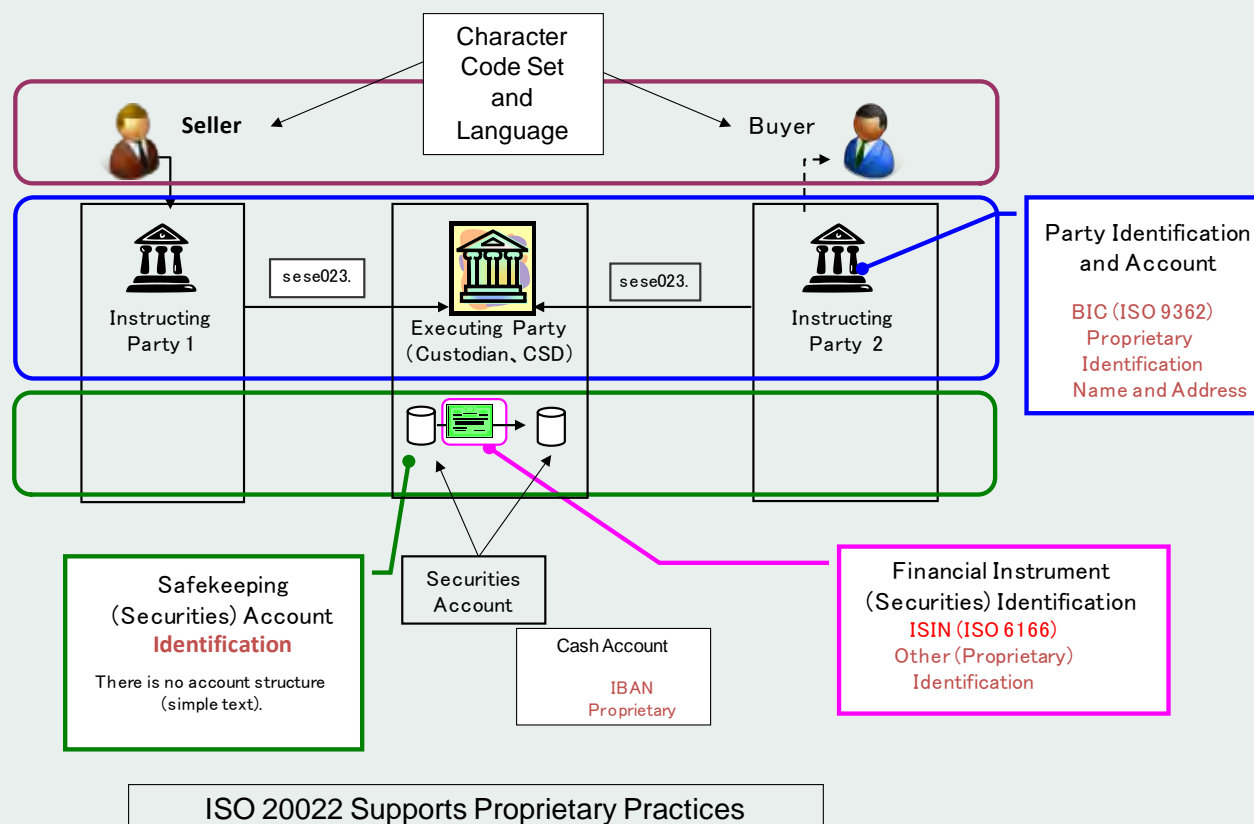 Character
Code Set
and
Language
Seller
Buyer
sese023.
sese023.
Instructing
Party 1
Executing Party
(Custodian、CSD)
Instructing
Party 2
Party Identification
and Account
BIC (ISO 9362)
Proprietary
Identification
Name and Address
Safekeeping
(Securities) Account
Identification
There is no account structure
(simple text).
Securities
Account
Cash Account
IBAN
Proprietary
Financial Instrument
(Securities) Identification
ISIN (ISO 6166)
Other (Proprietary)
Identification
ISO 20022 Supports Proprietary Practices